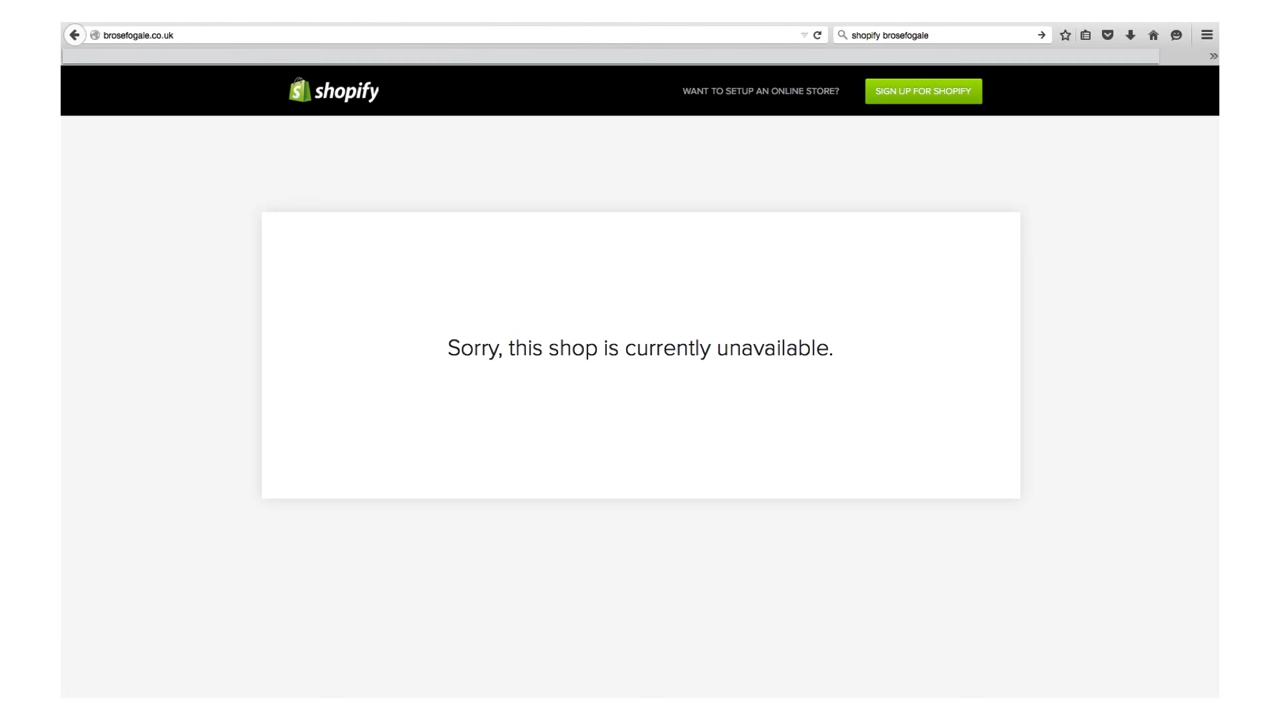 brosefogale.co.uk
shopify brosefogale
shopify
WANT TO SETUP AN ONLINE STORE?
SIGN UP FOR SHOPIFY
Sorry, this shop is currently unavailable.